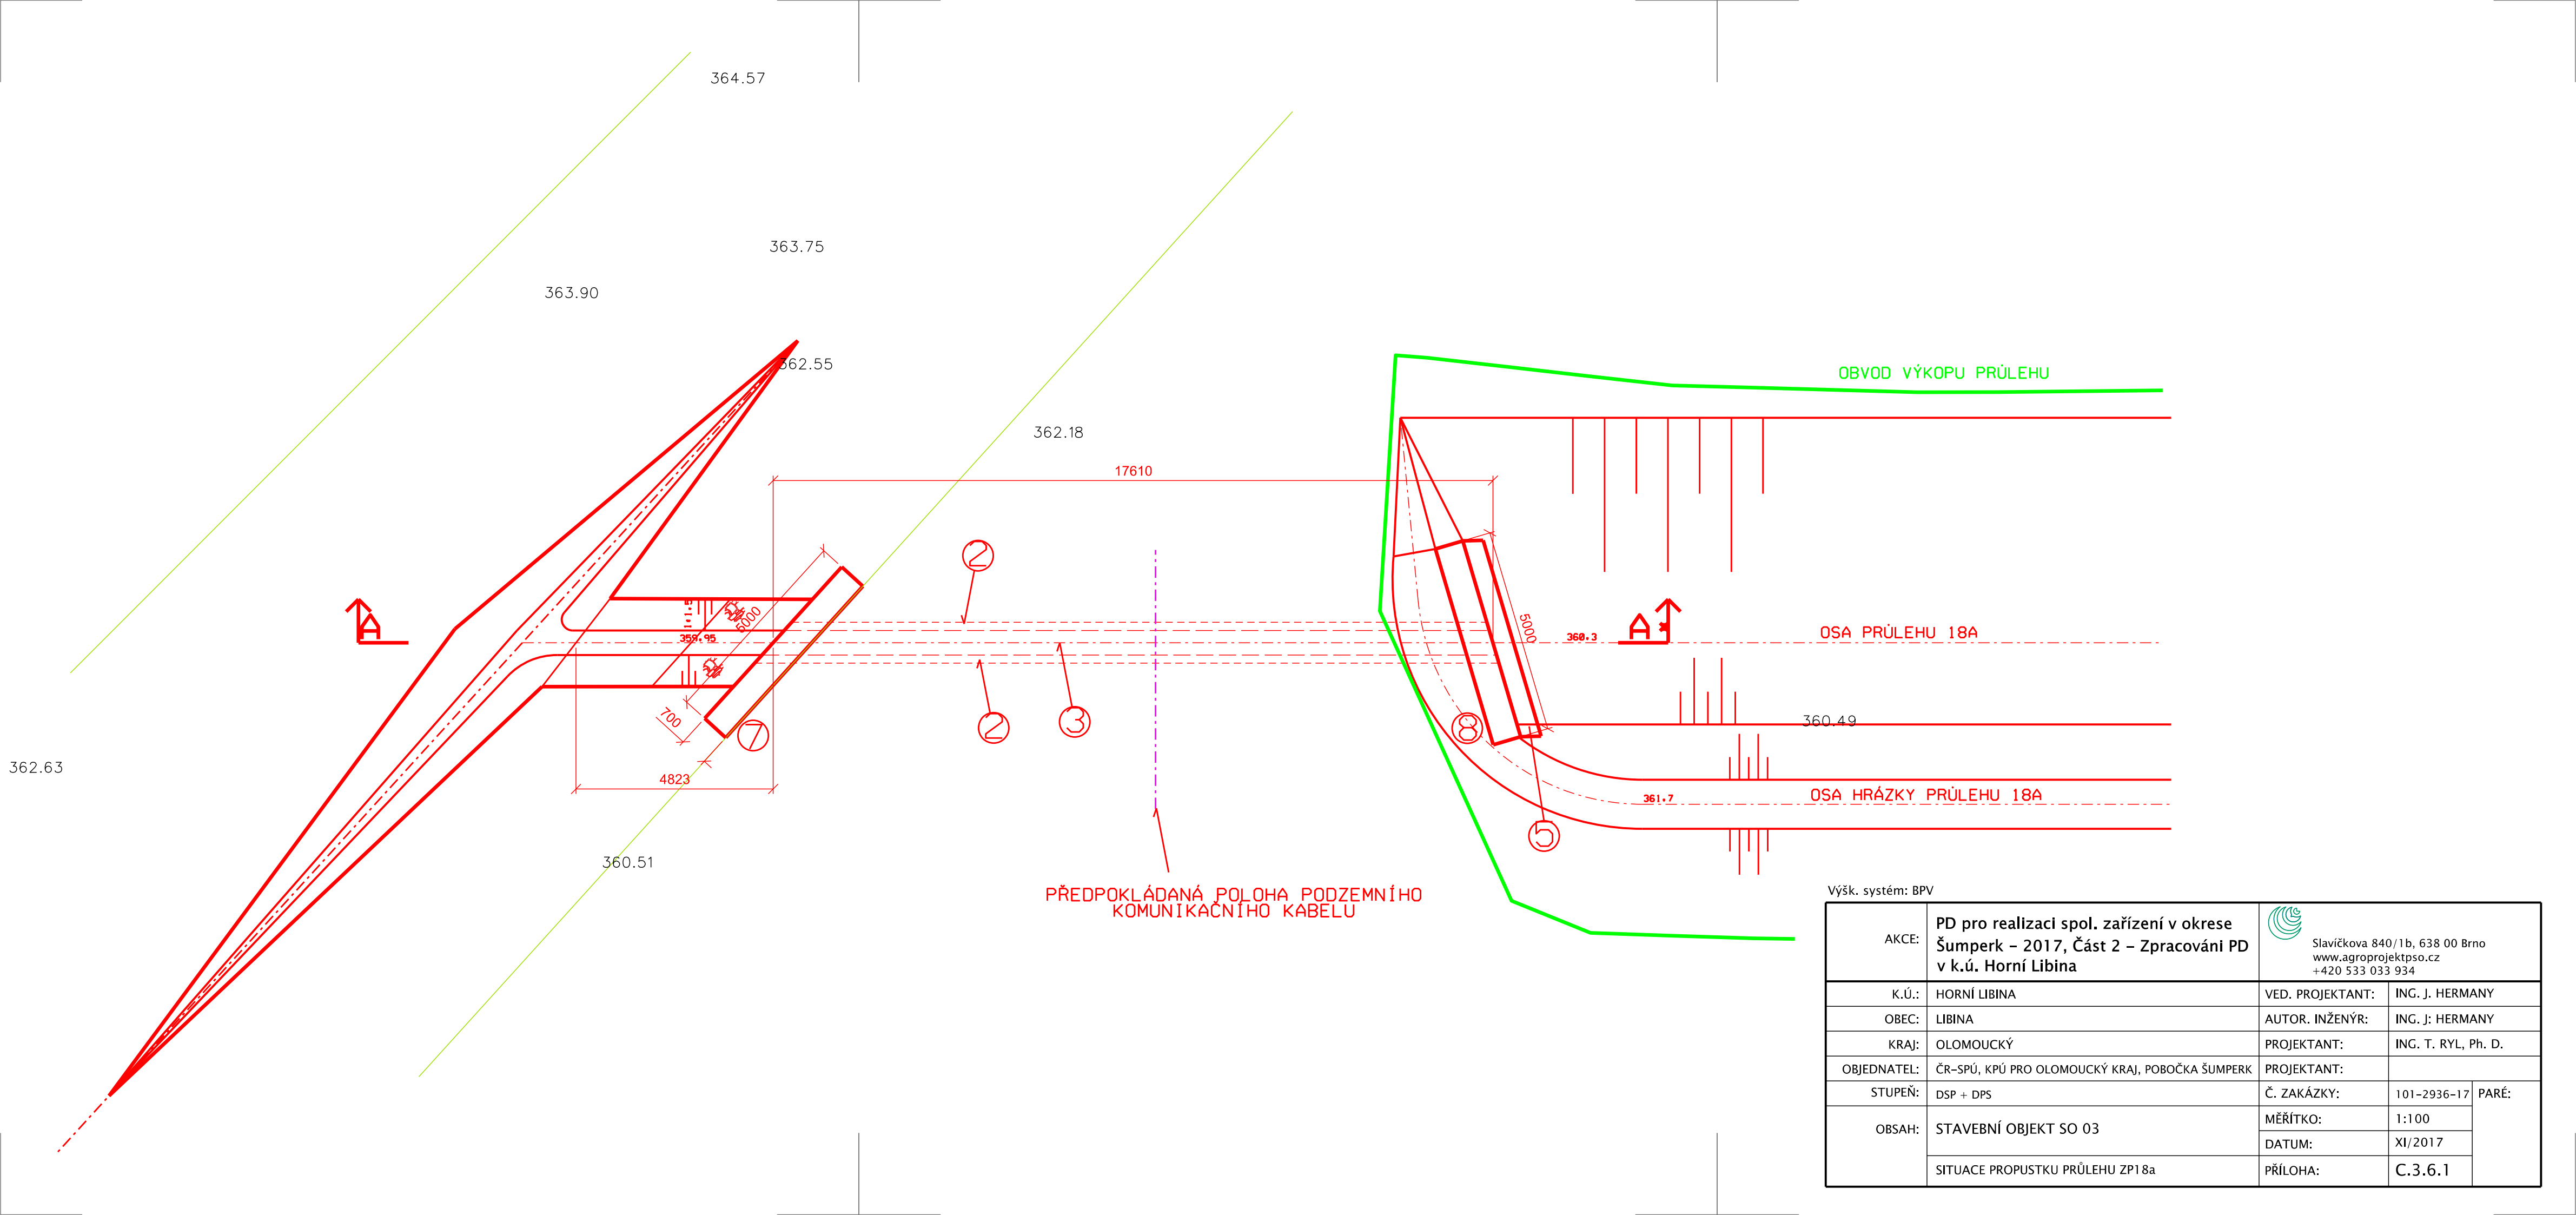 364.57
363.75
363.90
362.55
362.18
OBVOD VÝKOPU PRŮLEHU
17610
2
1:1.5
5000
359.95
A
A
5000
360.3
OSA PRŮLEHU 18A
700
7
2
3
8
360.49
362.63
4823
361.7
OSA HRÁZKY PRŮLEHU 18A
5
360.51
PŘEDPOKLÁDANÁ POLOHA PODZEMNÍHO
KOMUNIKAČNÍHO KABELU
Výšk. systém: BPV
AKCE:
PD pro realizaci spol. zařízení v okrese
Šumperk - 2017, Část 2 - Zpracováni PD
v k.ú. Horní Libina
Slavíčkova 840/1b, 638 00 Brno
www.agroprojektpso.cz
+420 533 033 934
K.Ú.: HORNÍ LIBINA VED. PROJEKTANT: ING. J. HERMANY
OBEC: LIBINA AUTOR. INŽENÝR: ING. J: HERMANY
KRAJ: OLOMOUCKÝ PROJEKTANT: ING. T. RYL, Ph. D.
OBJEDNATEL: ČR-SPÚ, KPÚ PRO OLOMOUCKÝ KRAJ, POBOČKA ŠUMPERK PROJEKTANT:
STUPEŇ: DSP + DPS Č. ZAKÁZKY: 101-2936-17 PARÉ:
OBSAH: STAVEBNÍ OBJEKT SO 03 MĚŘÍTKO: 1:100
DATUM: XI/2017
SITUACE PROPUSTKU PRŮLEHU ZP18a PŘÍLOHA: C.3.6.1